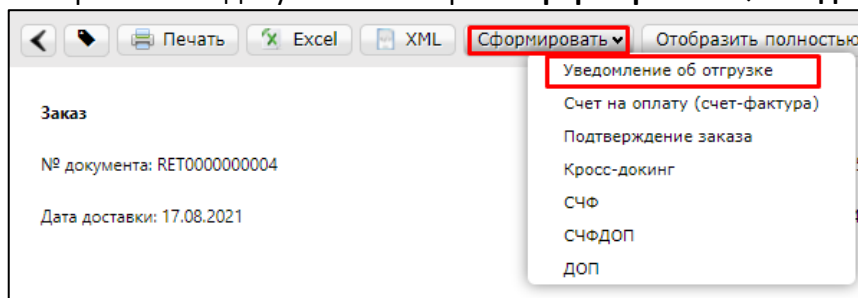 Печать Excel XML Сформировать Отобразить полностью
Уведомление об отгрузке
Счет на оплату (счет-фактура)
Заказ
Подтверждение заказа
№ документа: RET0000000004
Кросс-докинг
СЧФ
Дата доставки: 17.08.2021
СЧФДОП
ДОП